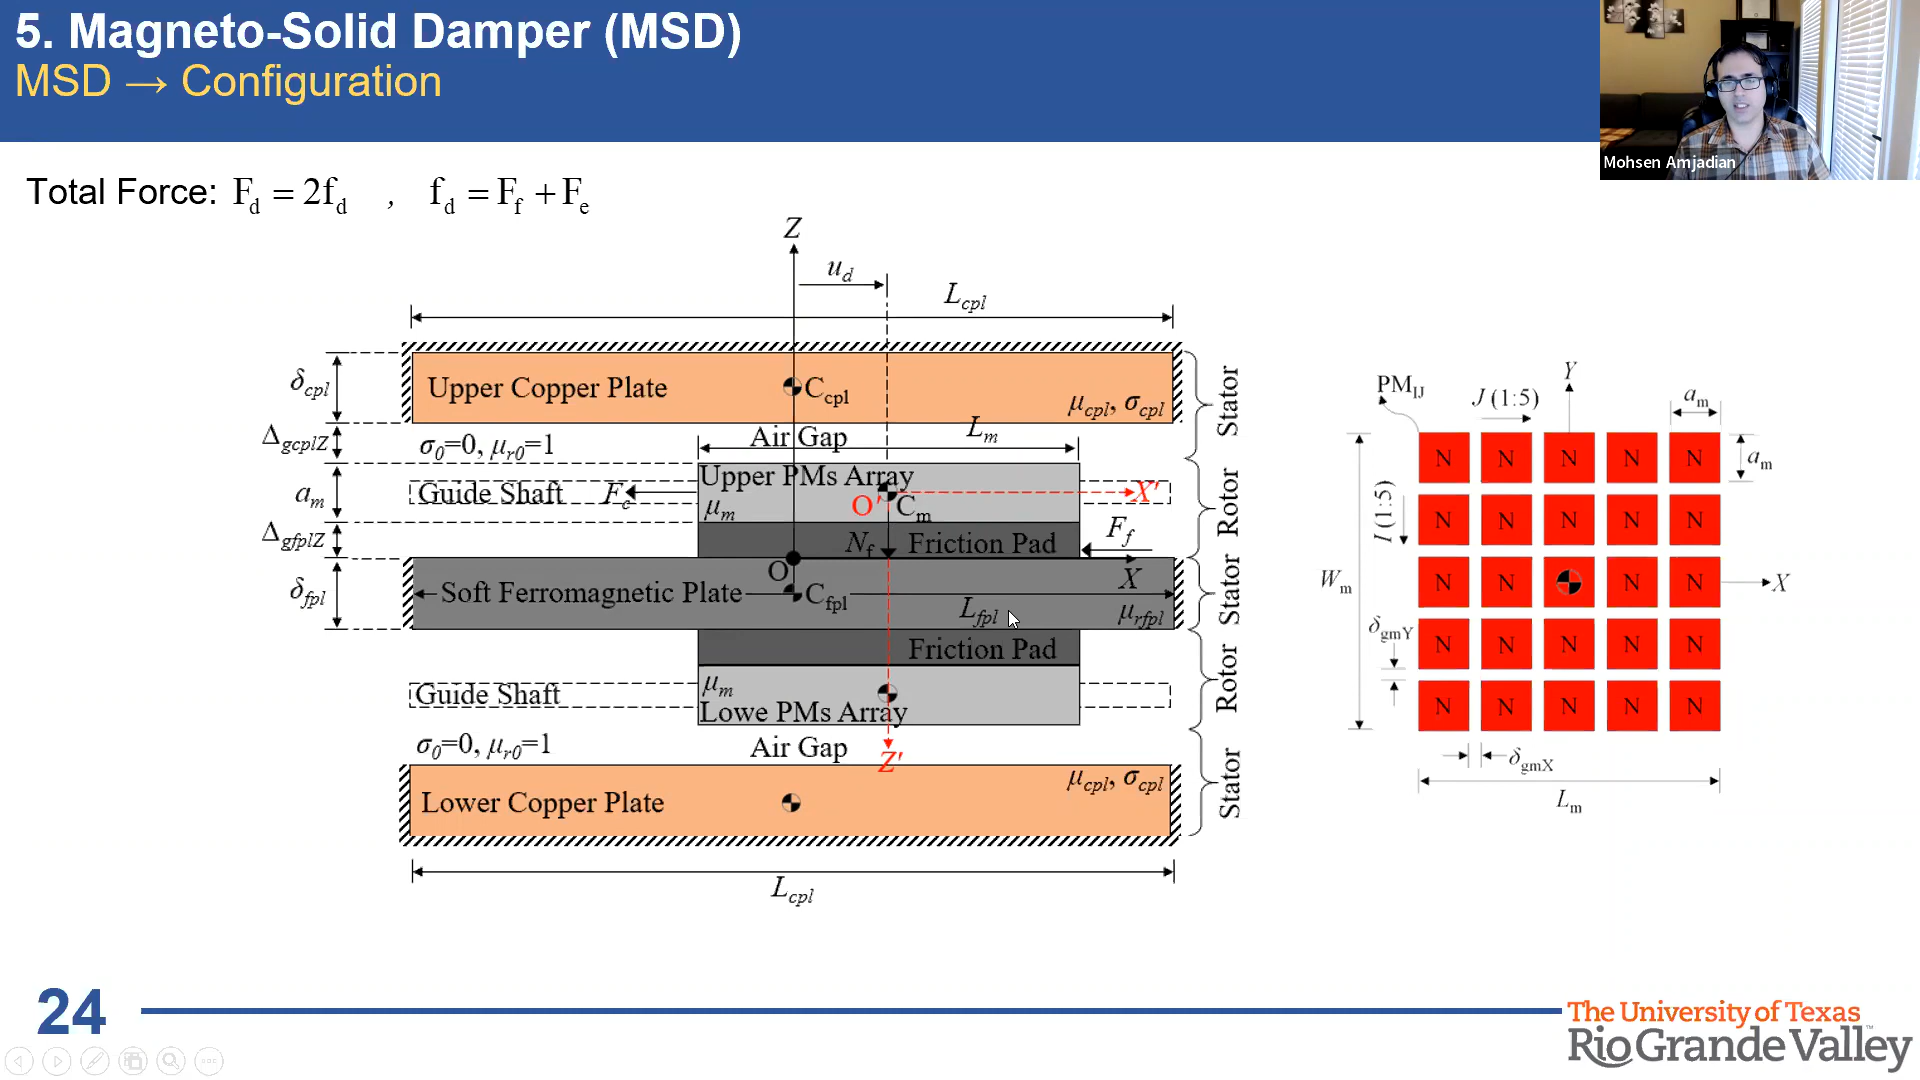 5. Magneto-Solid Damper (MSD)
MSD → Configuration
Mohsen Amjadian
Total Force: F_d = 2f_d , f_d = F_f + F_e
Z
u_d
L_cpl
δ_cpl
Upper Copper Plate
C_cpl
μ_cpl, σ_cpl
Stator
Δ_gcplZ
σ_0=0, μ_r0=1
Air Gap
L_m
Upper PMs Array
a_m
Guide Shaft
F_c
μ_m
O'
C_m
X'
Rotor
Δ_gfplZ
N_f
Friction Pad
F_f
O
X
δ_fpl
Soft Ferromagnetic Plate
C_fpl
L_fpl
μ_rfpl
Stator
Friction Pad
Guide Shaft
μ_m
Lowe PMs Array
Rotor
σ_0=0, μ_r0=1
Air Gap
Z'
Lower Copper Plate
μ_cpl, σ_cpl
Stator
L_cpl
PM_IJ
J (1:5)
Y
a_m
N N N N N
a_m
I (1:5)
N N N N N
W_m
N N N N
X
δ_gmY
N N N N N
N N N N N
δ_gmX
L_m
24
The University of Texas
RioGrande Valley